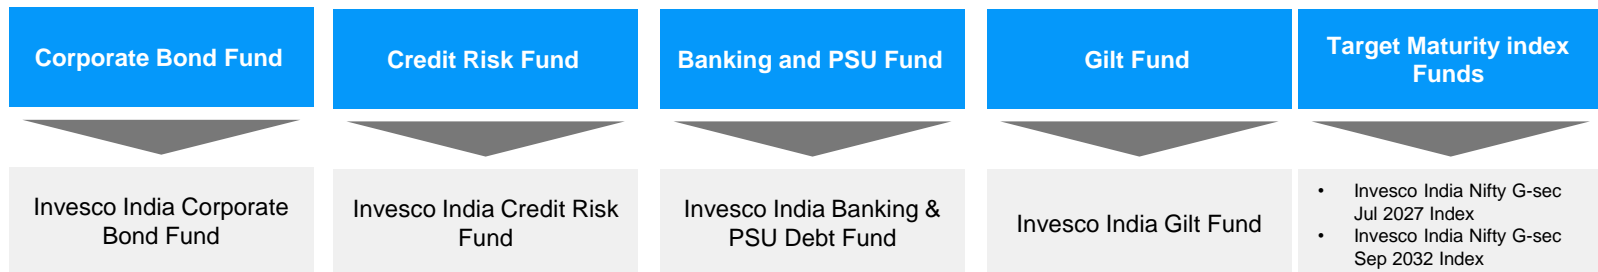 Corporate Bond Fund
Credit Risk Fund
Banking and PSU Fund
Gilt Fund
Target Maturity index
Funds
Invesco India Corporate
Bond Fund
Invesco India Credit Risk
Fund
Invesco India Banking &
PSU Debt Fund
Invesco India Gilt Fund
• Invesco India Nifty G-sec
Jul 2027 Index
• Invesco India Nifty G-sec
Sep 2032 Index